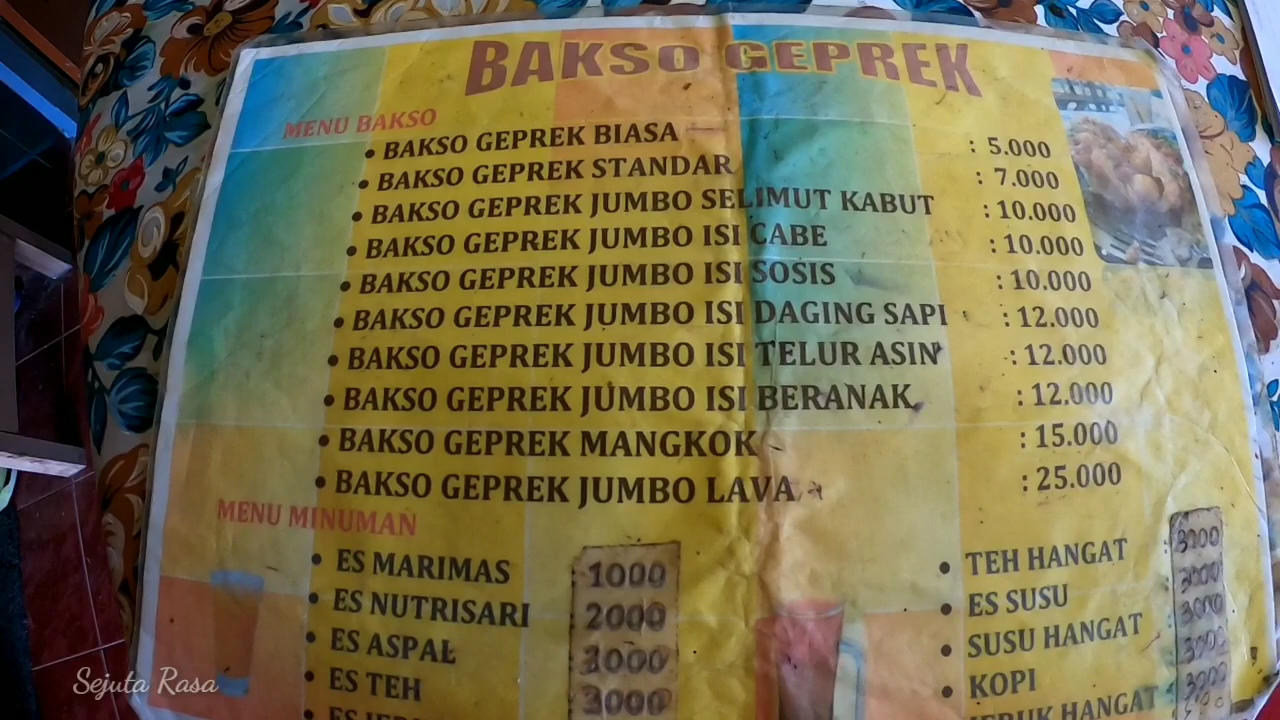 BAKSO GEPREK
MENU BAKSO
• BAKSO GEPREK BIASA : 5.000
• BAKSO GEPREK STANDAR : 7.000
• BAKSO GEPREK JUMBO SELIMUT KABUT : 10.000
• BAKSO GEPREK JUMBO ISI CABE : 10.000
• BAKSO GEPREK JUMBO ISI SOSIS : 10.000
• BAKSO GEPREK JUMBO ISI DAGING SAPI : 12.000
• BAKSO GEPREK JUMBO ISI TELUR ASIN : 12.000
• BAKSO GEPREK JUMBO ISI BERANAK : 12.000
• BAKSO GEPREK MANGKOK : 15.000
• BAKSO GEPREK JUMBO LAVA : 25.000
MENU MINUMAN
• ES MARIMAS 1000
• ES NUTRISARI 2000
• ES ASPAL 3000
• ES TEH 3000
• TEH HANGAT : 3000
• ES SUSU 3000
• SUSU HANGAT 3000
• KOPI 3000
JERUK HANGAT
Sejuta Rasa